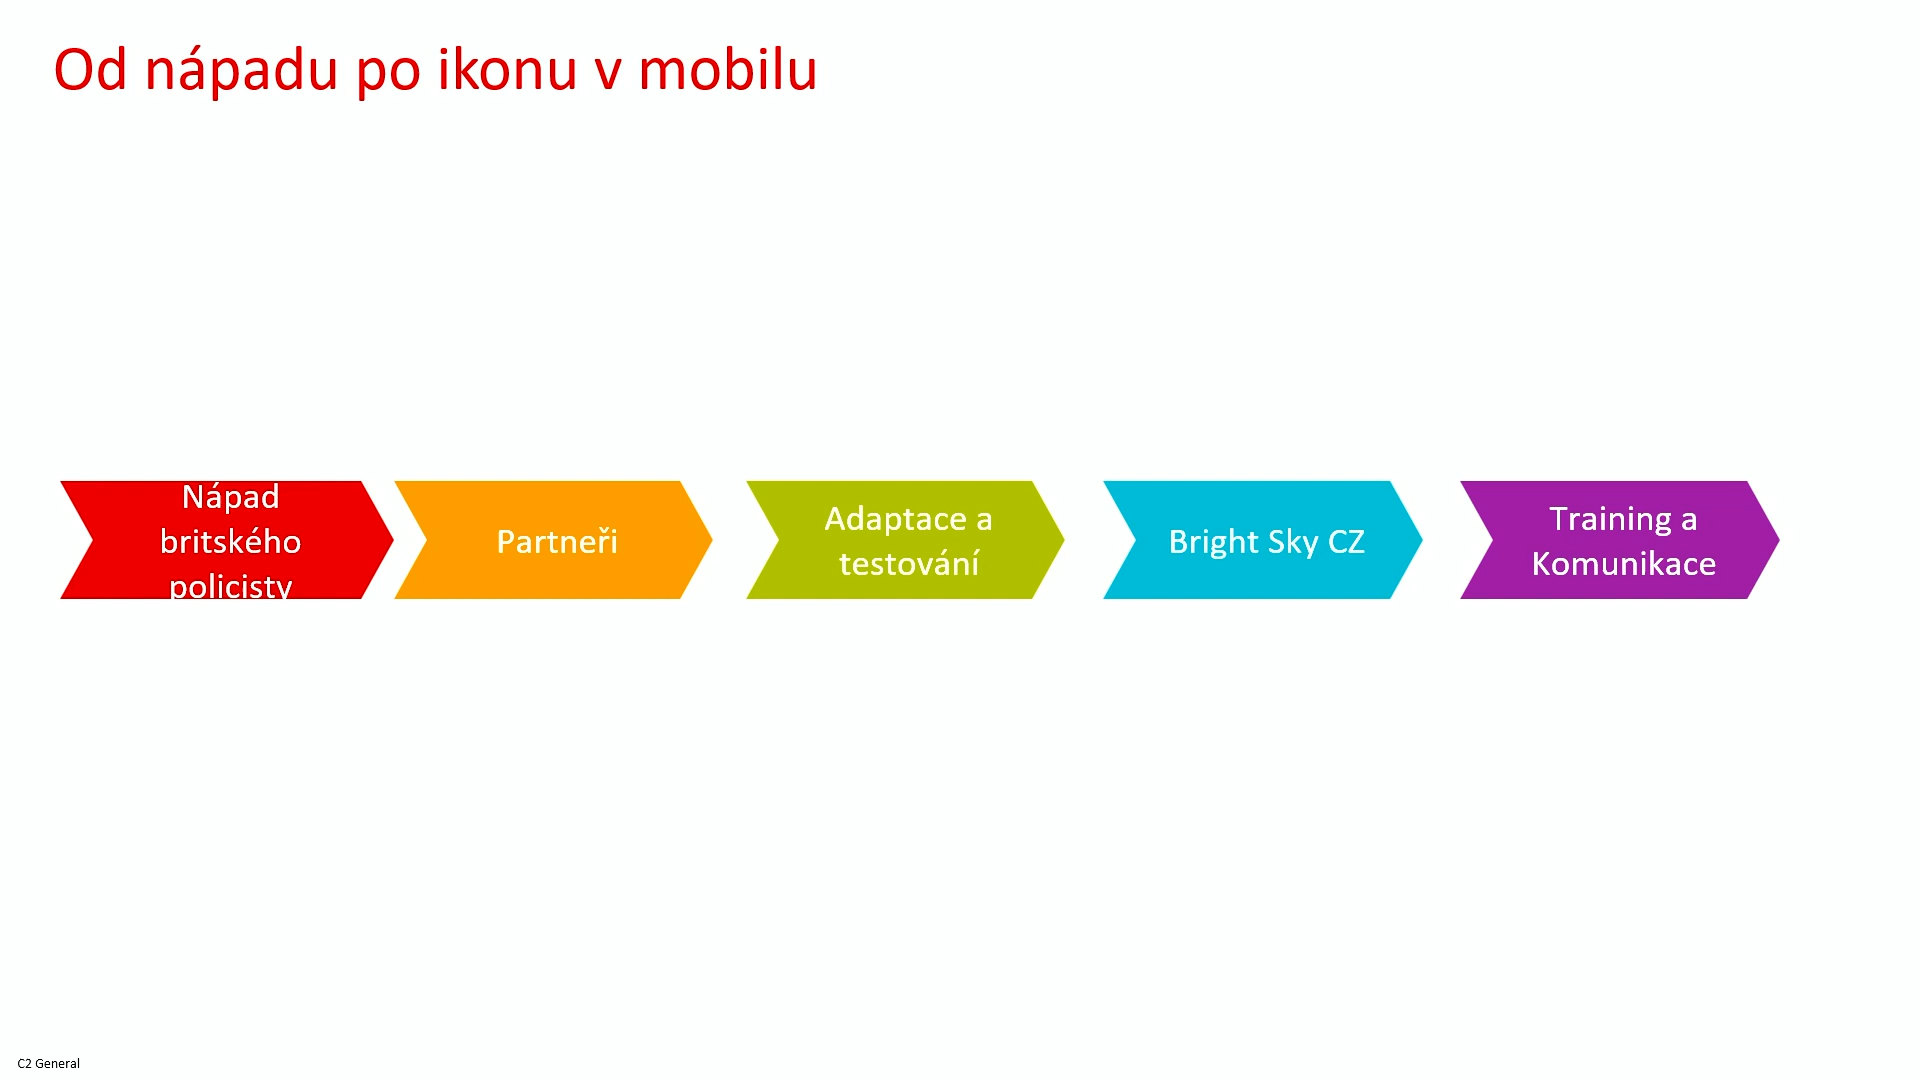 Od nápadu po ikonu v mobilu
Nápad
britského
policisty
Partneři
Adaptace a
testování
Bright Sky CZ
Training a
Komunikace
C2 General